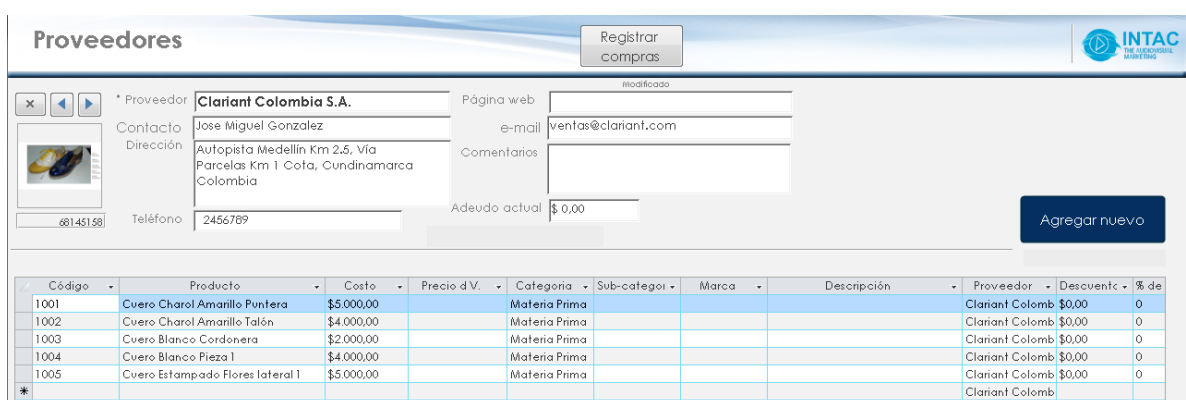 Proveedores
Registrar
compras
INTAC
THE AUDIOVISUAL
MARKETING
Modificado
* Proveedor Clariant Colombia S.A. Página web
Contacto Jose Miguel Gonzalez e-mail ventas@clariant.com
Dirección Autopista Medellín Km 2.5, Vía
Parcelas Km 1 Cota, Cundinamarca
Colombia
Comentarios
Adeudo actual $ 0,00
68145158 Teléfono 2456789
Agregar nuevo
Código Producto Costo Precio d V. Categoria Sub-categor Marca Descripción Proveedor Descuento % de
1001 Cuero Charol Amarillo Puntera $5.000,00 Materia Prima Clariant Colomb $0,00 0
1002 Cuero Charol Amarillo Talón $4.000,00 Materia Prima Clariant Colomb $0,00 0
1003 Cuero Blanco Cordonera $2.000,00 Materia Prima Clariant Colomb $0,00 0
1004 Cuero Blanco Pieza 1 $4.000,00 Materia Prima Clariant Colomb $0,00 0
1005 Cuero Estampado Flores lateral 1 $5.000,00 Materia Prima Clariant Colomb $0,00 0
Clariant Colomb